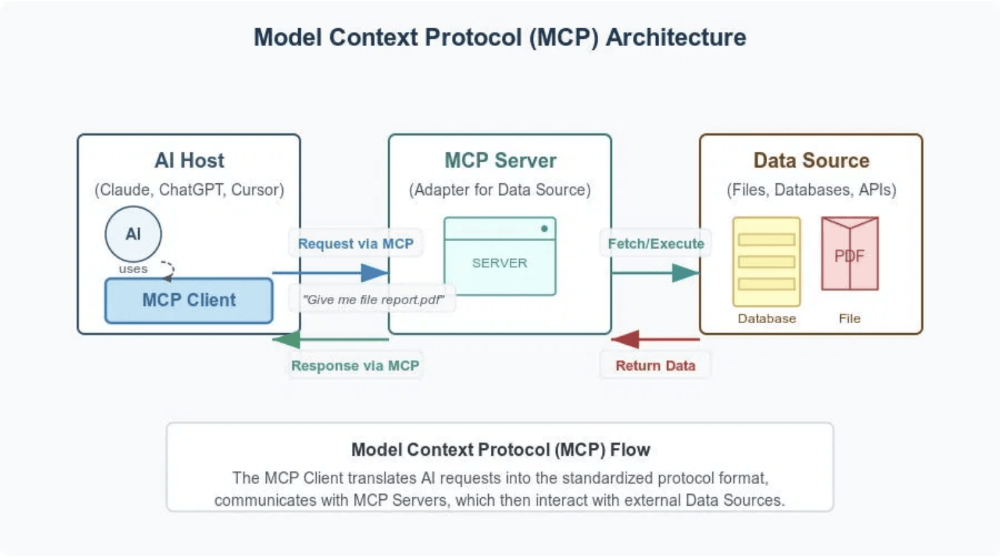 Model Context Protocol (MCP) Architecture
AI Host
(Claude, ChatGPT, Cursor)
AI
uses
MCP Client
Request via MCP
"Give me file report.pdf"
Response via MCP
MCP Server
(Adapter for Data Source)
SERVER
Fetch/Execute
Return Data
Data Source
(Files, Databases, APIs)
PDF
Database
File
Model Context Protocol (MCP) Flow
The MCP Client translates AI requests into the standardized protocol format,
communicates with MCP Servers, which then interact with external Data Sources.